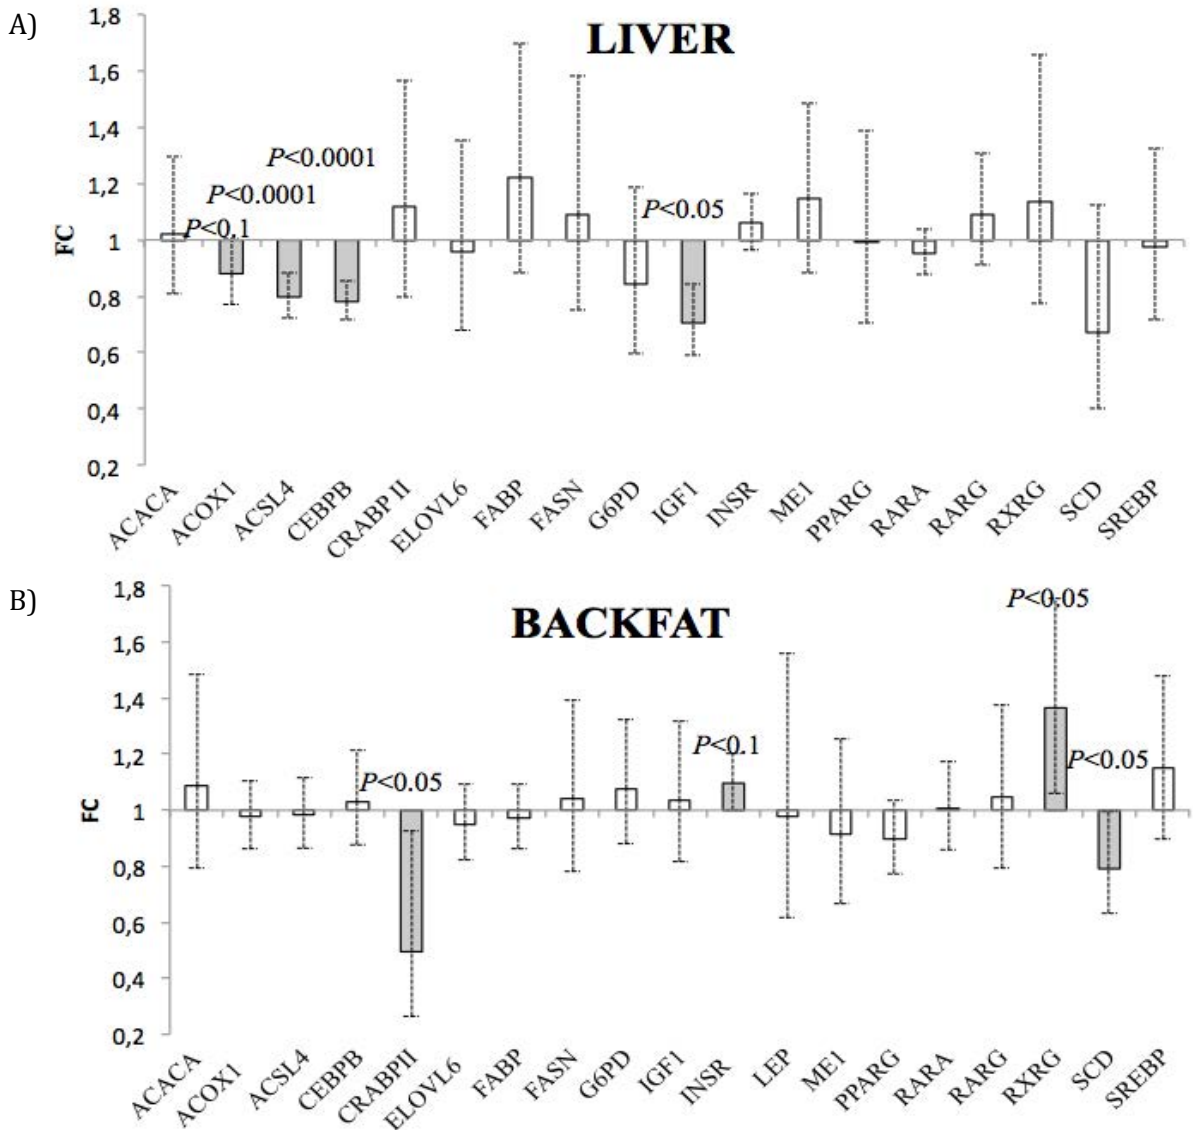 A)
LIVER
1,8
1,6
1,4
1,2
1
0,8
0,6
0,4
0,2
FC
P<0.1
P<0.0001
P<0.0001
P<0.05
ACACA
ACOX1
ACSL4
CEBPB
CRABP II
ELOVL6
FABP
FASN
G6PD
IGF1
INSR
ME1
PPARG
RARA
RARG
RXRG
SCD
SREBP
B)
BACKFAT
1,8
1,6
1,4
1,2
1
0,8
0,6
0,4
0,2
FC
P<0.05
P<0.1
P<0.05
P<0.05
ACACA
ACOX1
ACSL4
CEBPB
CRABPII
ELOVL6
FABP
FASN
G6PD
IGF1
INSR
LEP
ME1
PPARG
RARA
RARG
RXRG
SCD
SREBP